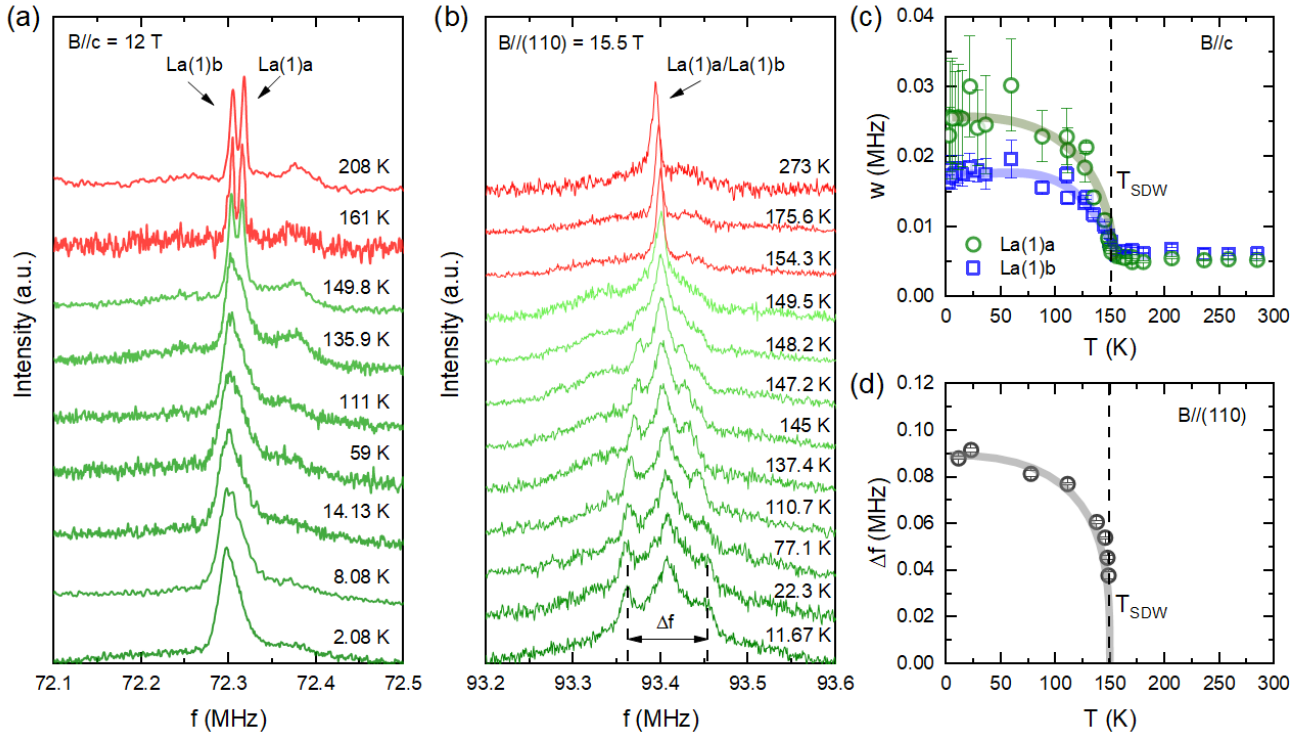 (a)
B//c = 12 T
La(1)b
La(1)a
208 K
161 K
149.8 K
135.9 K
111 K
59 K
14.13 K
8.08 K
2.08 K
Intensity (a.u.)
72.1 72.2 72.3 72.4 72.5
f (MHz)
(b)
B//(110) = 15.5 T
La(1)a/La(1)b
273 K
175.6 K
154.3 K
149.5 K
148.2 K
147.2 K
145 K
137.4 K
110.7 K
77.1 K
22.3 K
11.67 K
Δf
Intensity (a.u.)
93.2 93.3 93.4 93.5 93.6
f (MHz)
(c)
B//c
0.04
0.03
0.02
0.01
0.00
w (MHz)
T_SDW
La(1)a
La(1)b
0 50 100 150 200 250 300
T (K)
(d)
B//(110)
0.12
0.10
0.08
0.06
0.04
0.02
0.00
Δf (MHz)
T_SDW
0 50 100 150 200 250 300
T (K)